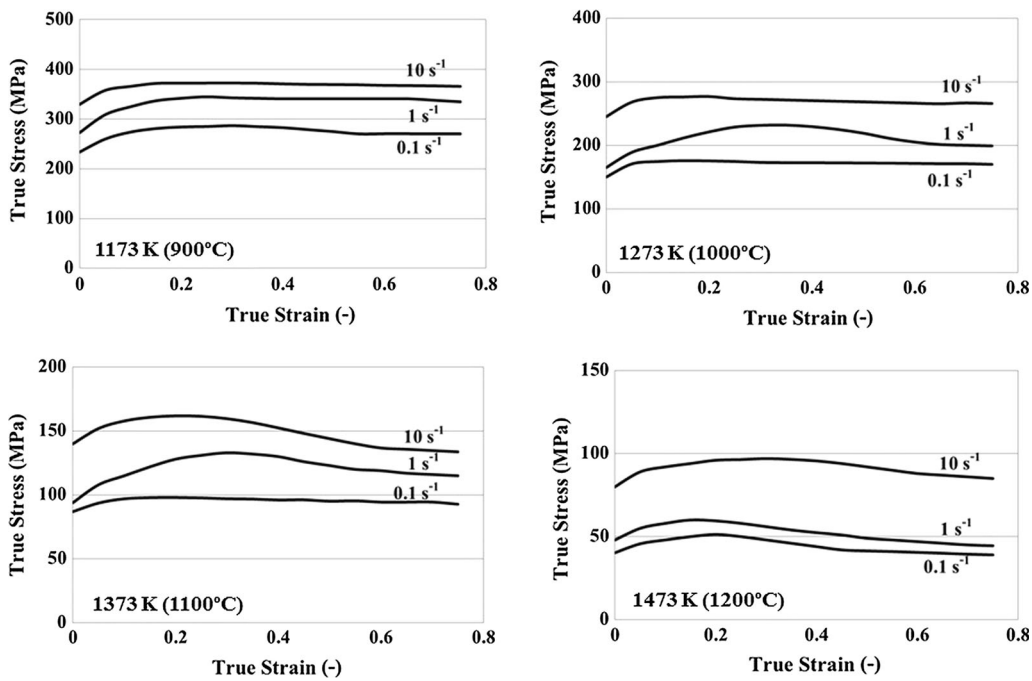 500
400
300
200
100
0
True Stress (MPa)
10 s-1
1 s-1
0.1 s-1
1173 K (900°C)
0
0.2
0.4
0.6
0.8
True Strain (-)
400
300
200
100
0
True Stress (MPa)
10 s-1
1 s-1
0.1 s-1
1273 K (1000°C)
0
0.2
0.4
0.6
0.8
True Strain (-)
200
150
100
50
0
True Stress (MPa)
10 s-1
1 s-1
0.1 s-1
1373 K (1100°C)
0
0.2
0.4
0.6
0.8
True Strain (-)
150
100
50
0
True Stress (MPa)
10 s-1
1 s-1
0.1 s-1
1473 K (1200°C)
0
0.2
0.4
0.6
0.8
True Strain (-)